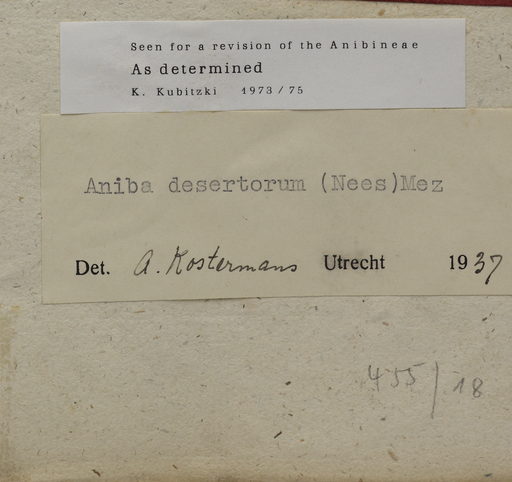 Seen for a revision of the Anibineae
As determined
K. Kubitzki 1973/75
Aniba desertorum (Nees)Mez
Det. A. Kostermans Utrecht 1937
455/18